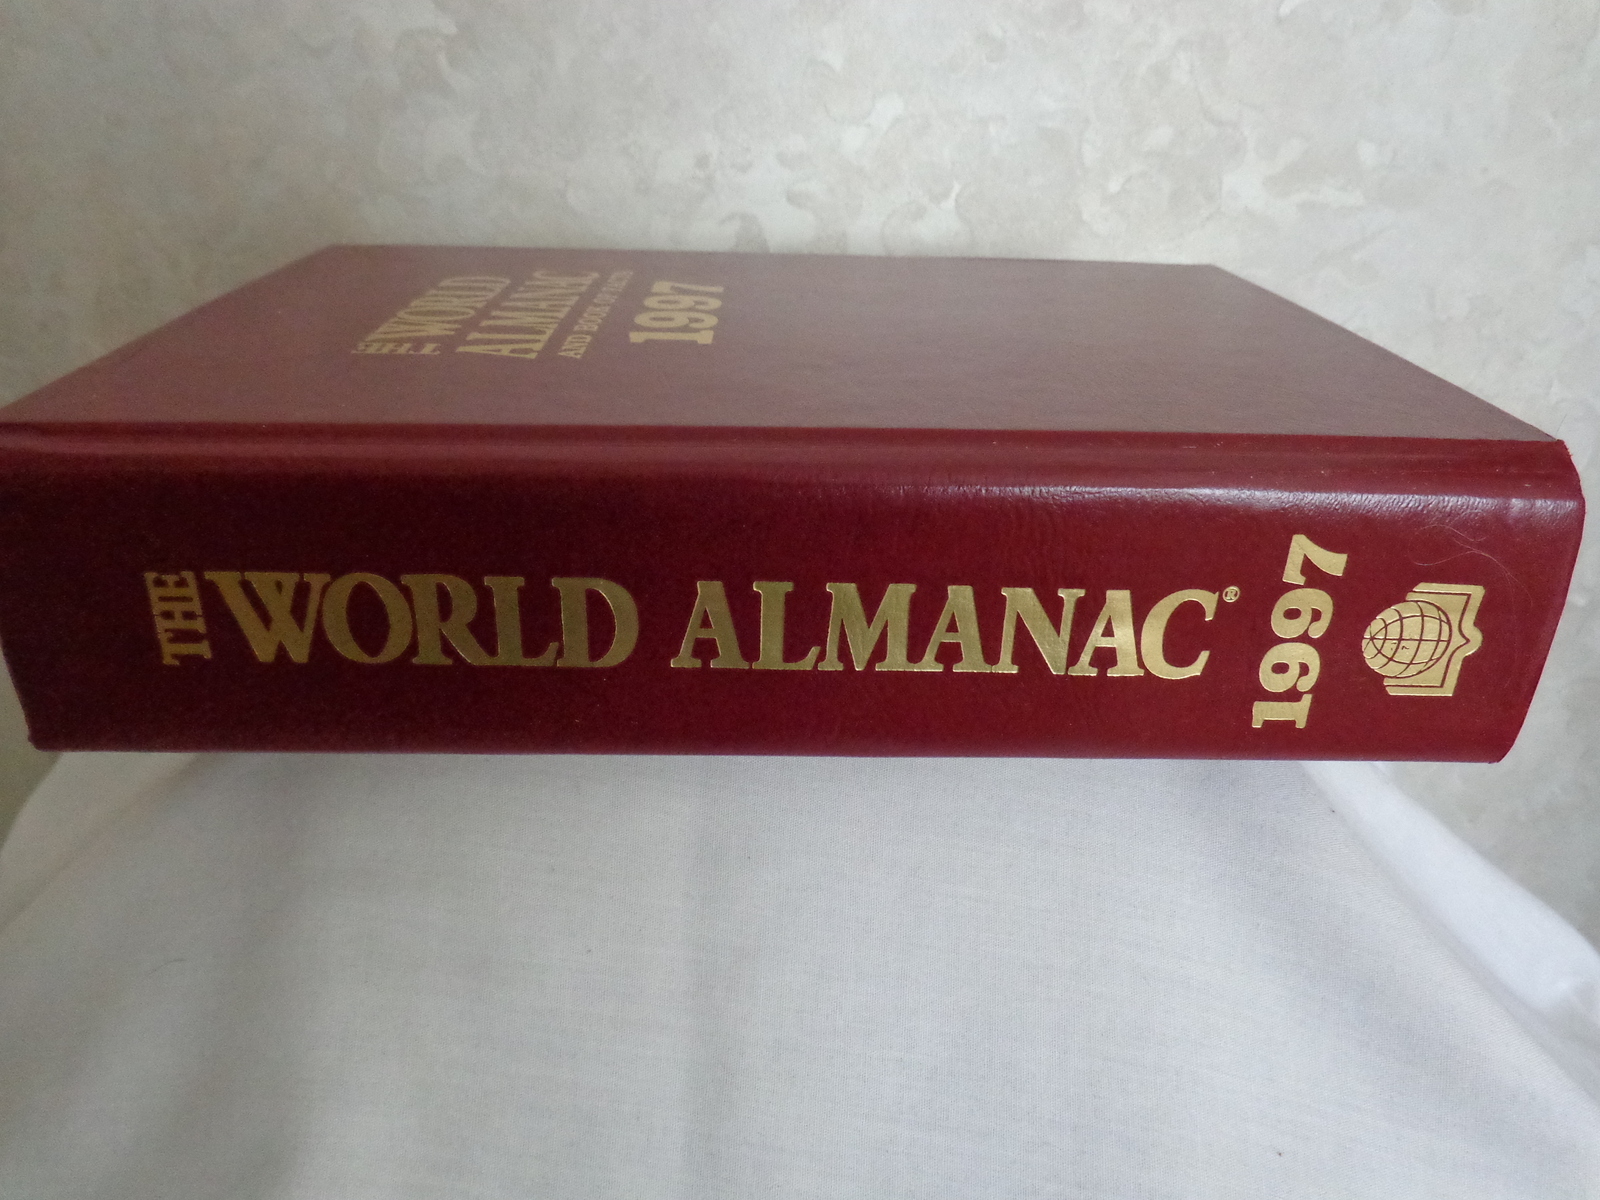 THE
WORLD
ALMANAC
AND BOOK OF FACTS
1997
THE WORLD ALMANAC® 1997